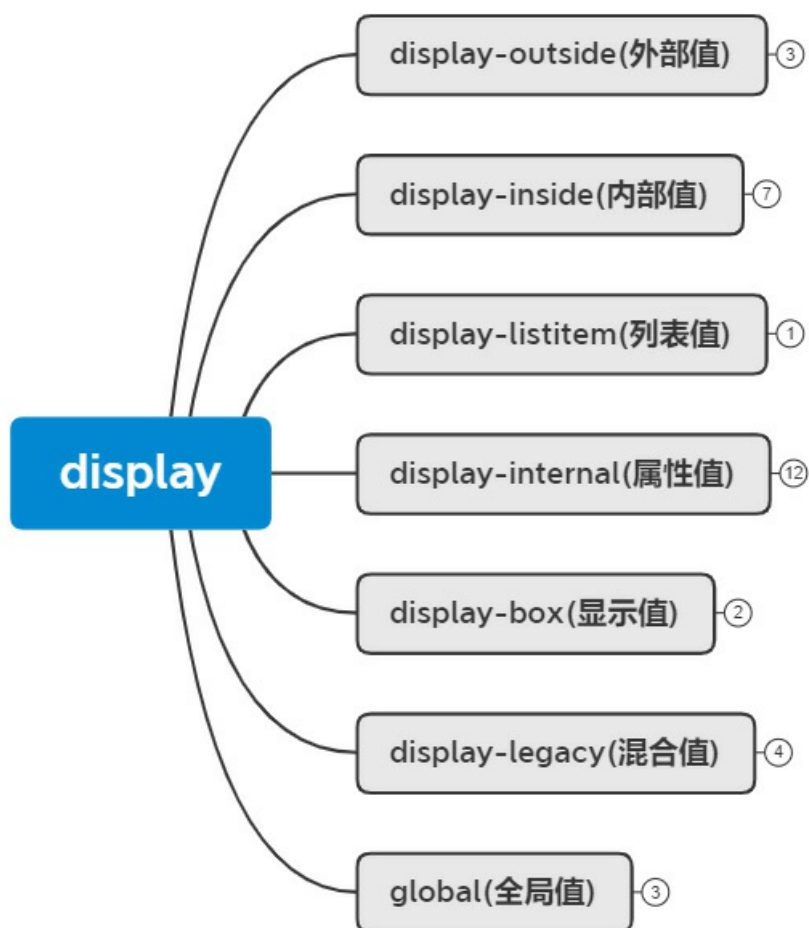 display-outside(外部值)
3
display-inside(内部值)
7
display-listitem(列表值)
1
display
display-internal(属性值)
12
display-box(显示值)
2
display-legacy(混合值)
4
global(全局值)
3